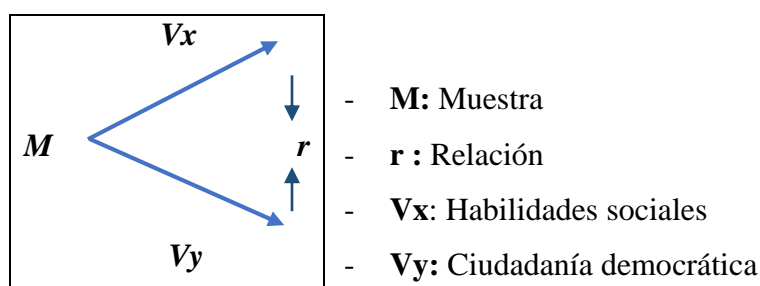 Vx
M
r
Vy
- M: Muestra
- r : Relación
- Vx: Habilidades sociales
- Vy: Ciudadanía democrática